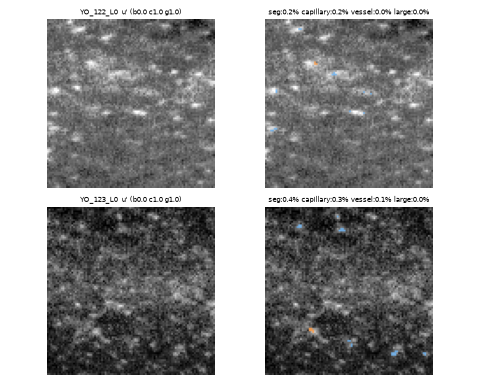 YO_122_L0 u' (b0.0 c1.0 g1.0)
seg:0.2% capillary:0.2% vessel:0.0% large:0.0%
YO_123_L0 u' (b0.0 c1.0 g1.0)
seg:0.4% capillary:0.3% vessel:0.1% large:0.0%